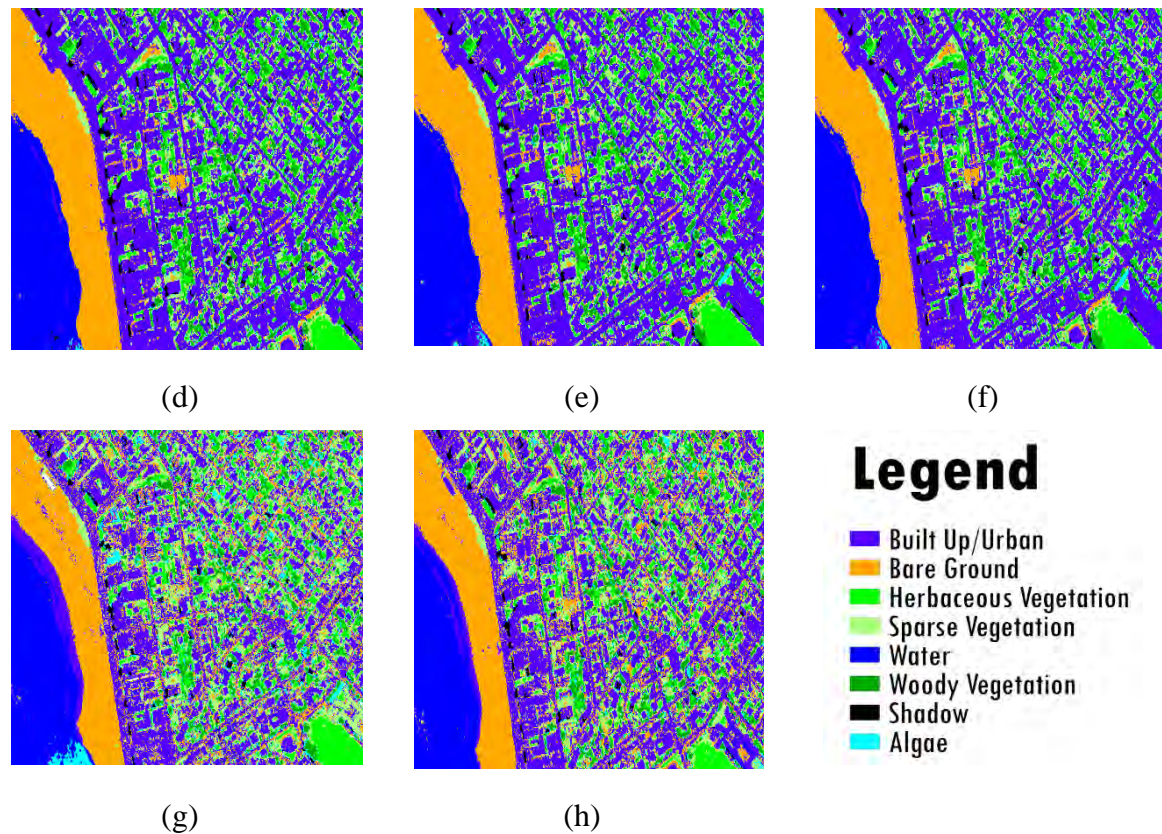 (d)
(e)
(f)
Legend
Built Up/Urban
Bare Ground
Herbaceous Vegetation
Sparse Vegetation
Water
Woody Vegetation
Shadow
Algae
(g)
(h)